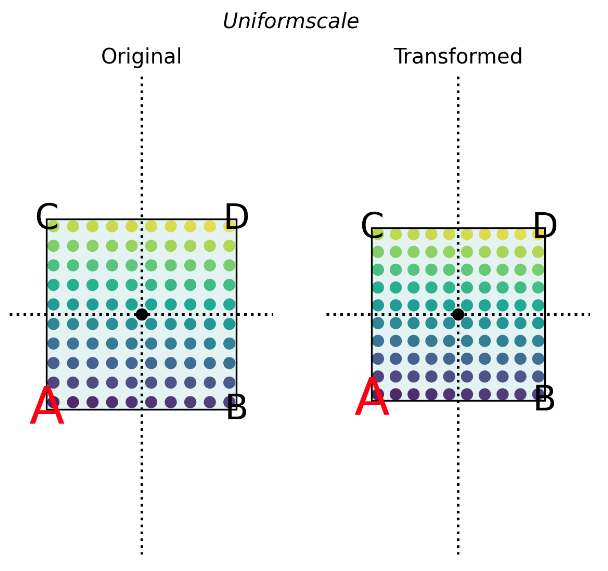 Uniformscale
Original Transformed
C D C D
A B A B